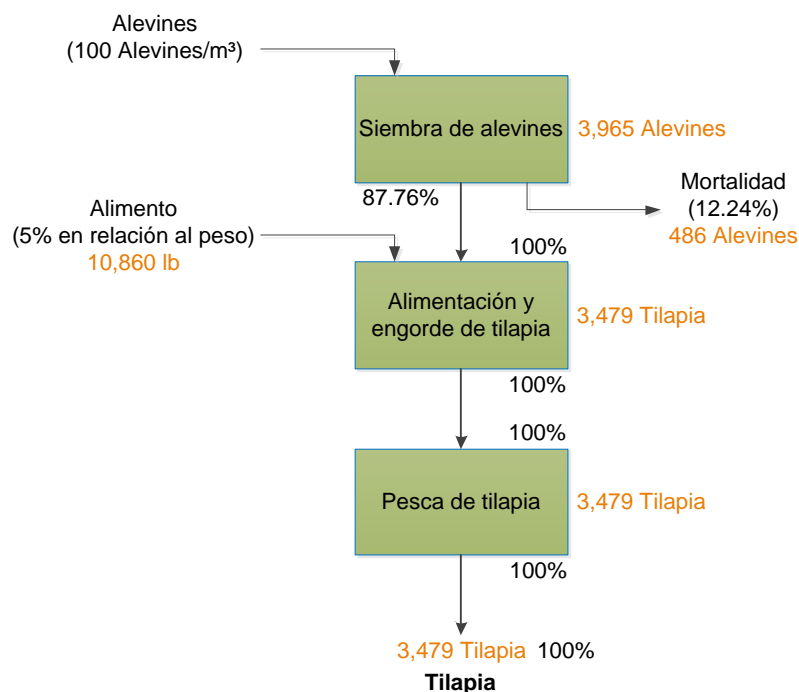 Alevines
(100 Alevines/m³)
Siembra de alevines
3,965 Alevines
87.76%
Mortalidad
(12.24%)
486 Alevines
Alimento
(5% en relación al peso)
10,860 lb
100%
Alimentación y
engorde de tilapia
3,479 Tilapia
100%
100%
Pesca de tilapia
3,479 Tilapia
100%
3,479 Tilapia 100%
Tilapia